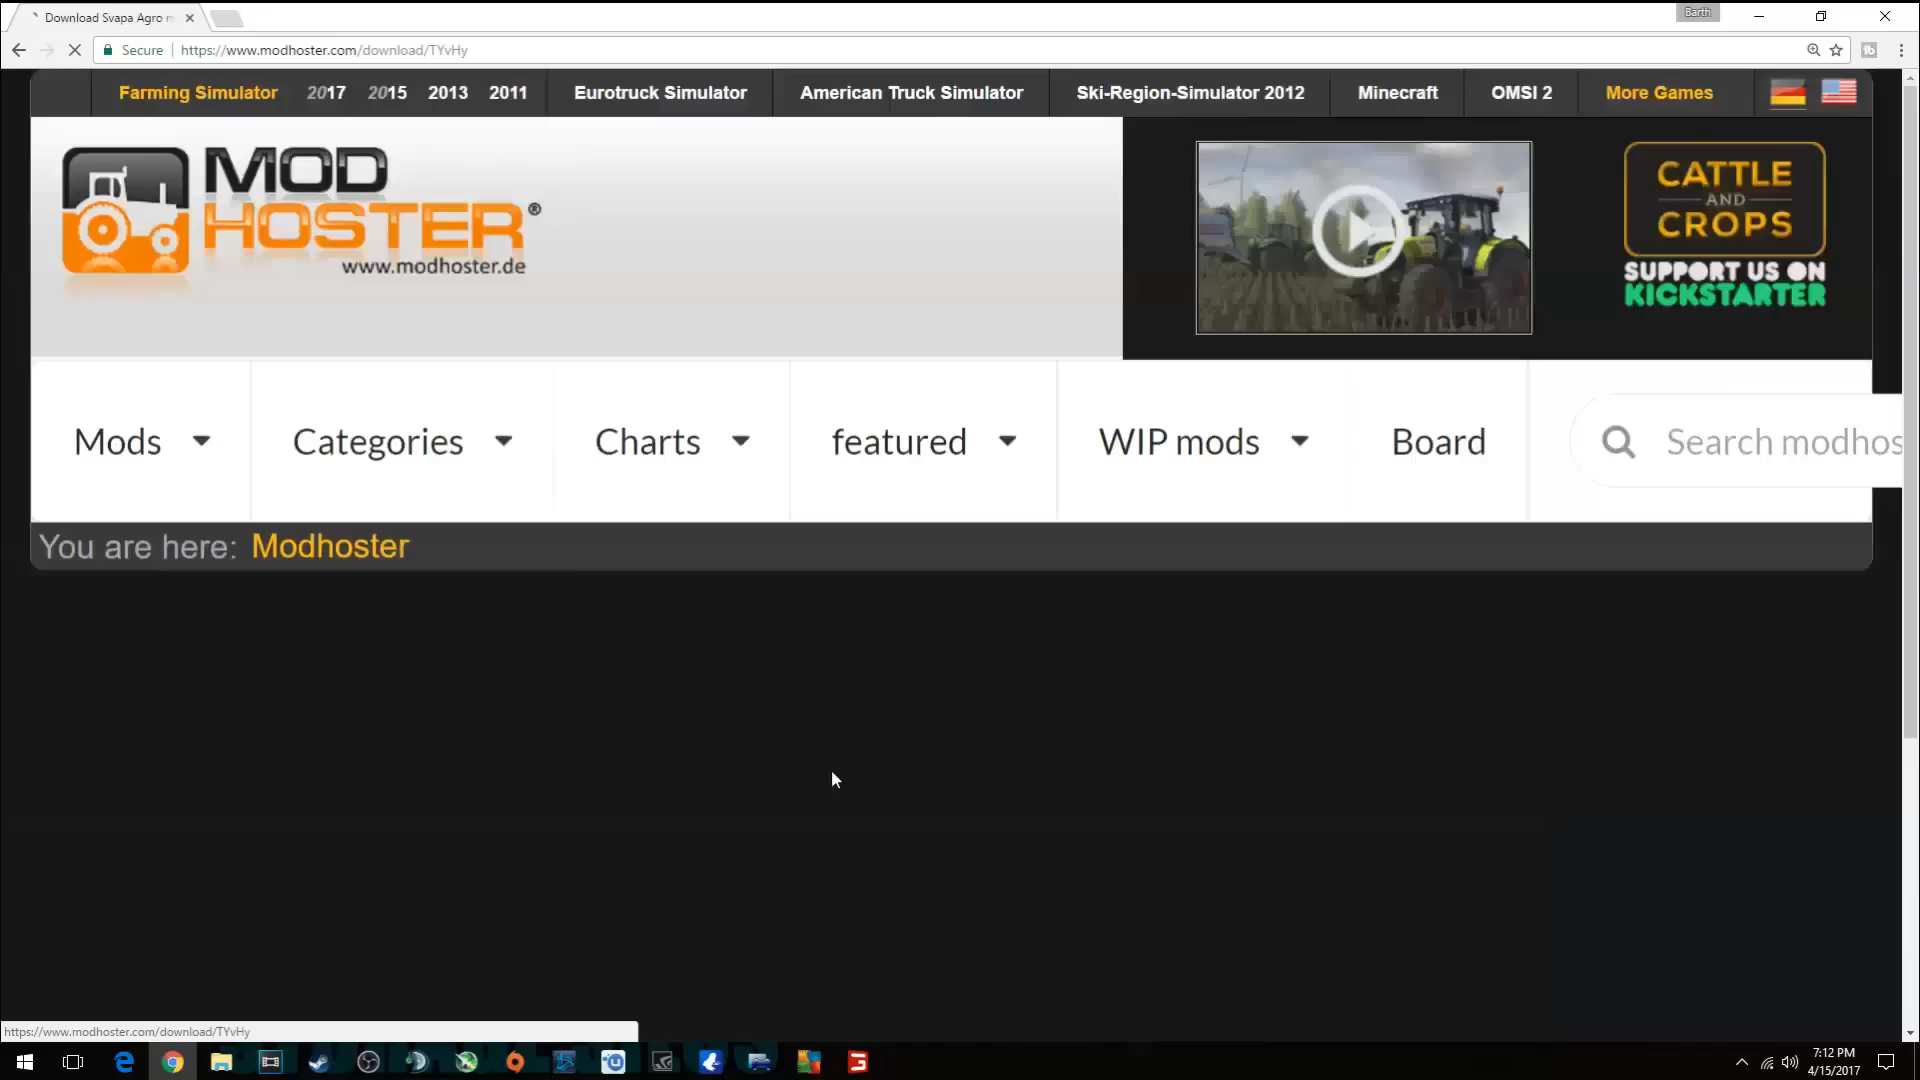 Barth
Download Svapa Agro m
Secure
https://www.modhoster.com/download/TYvHy
Farming Simulator 2017 2015 2013 2011 Eurotruck Simulator American Truck Simulator Ski-Region-Simulator 2012 Minecraft OMSI 2 More Games
MOD
HOSTER®
www.modhoster.de
CATTLE
AND
CROPS
SUPPORT US ON
KICKSTARTER
Mods Categories Charts featured WIP mods Board Search modhos
You are here: Modhoster
https://www.modhoster.com/download/TYvHy
7:12 PM
4/15/2017